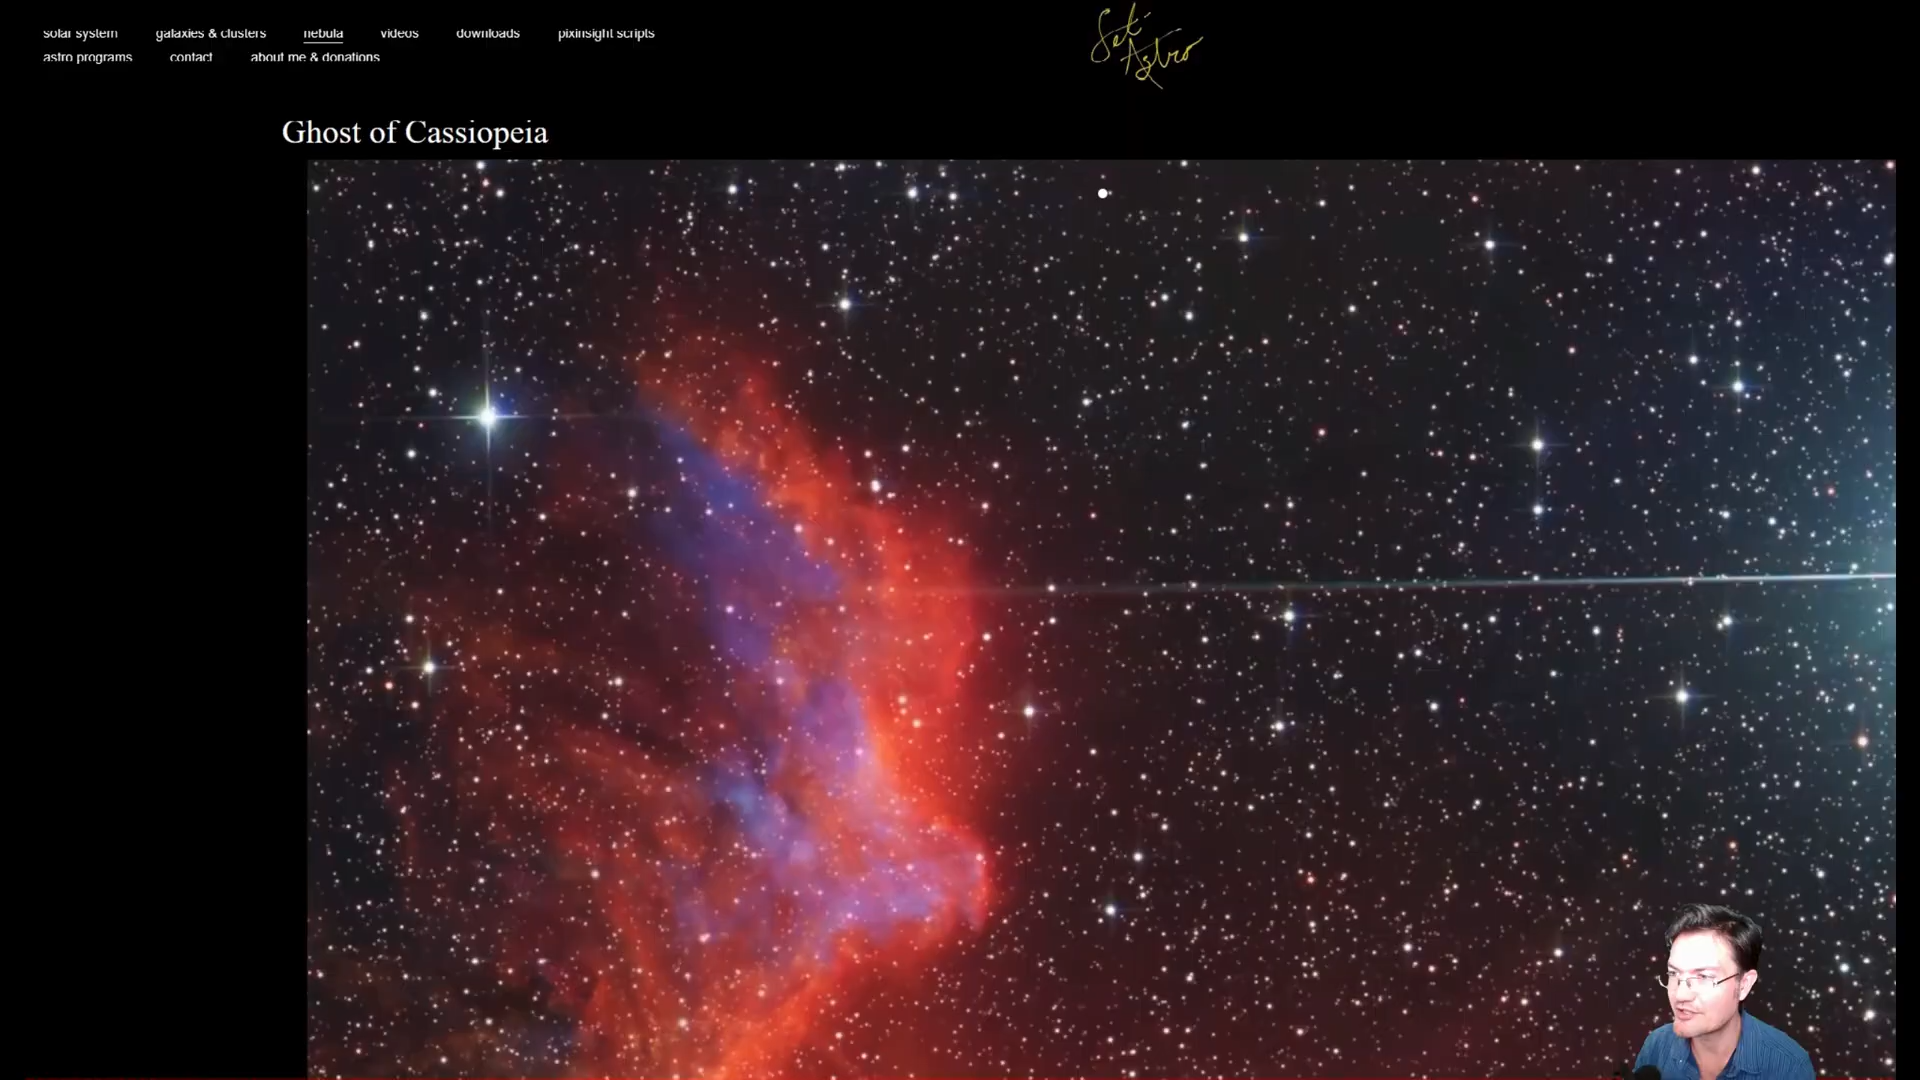 solar system galaxies & clusters nebula videos downloads pixinsight scripts
astro programs contact about me & donations
Seti
Astro
Ghost of Cassiopeia